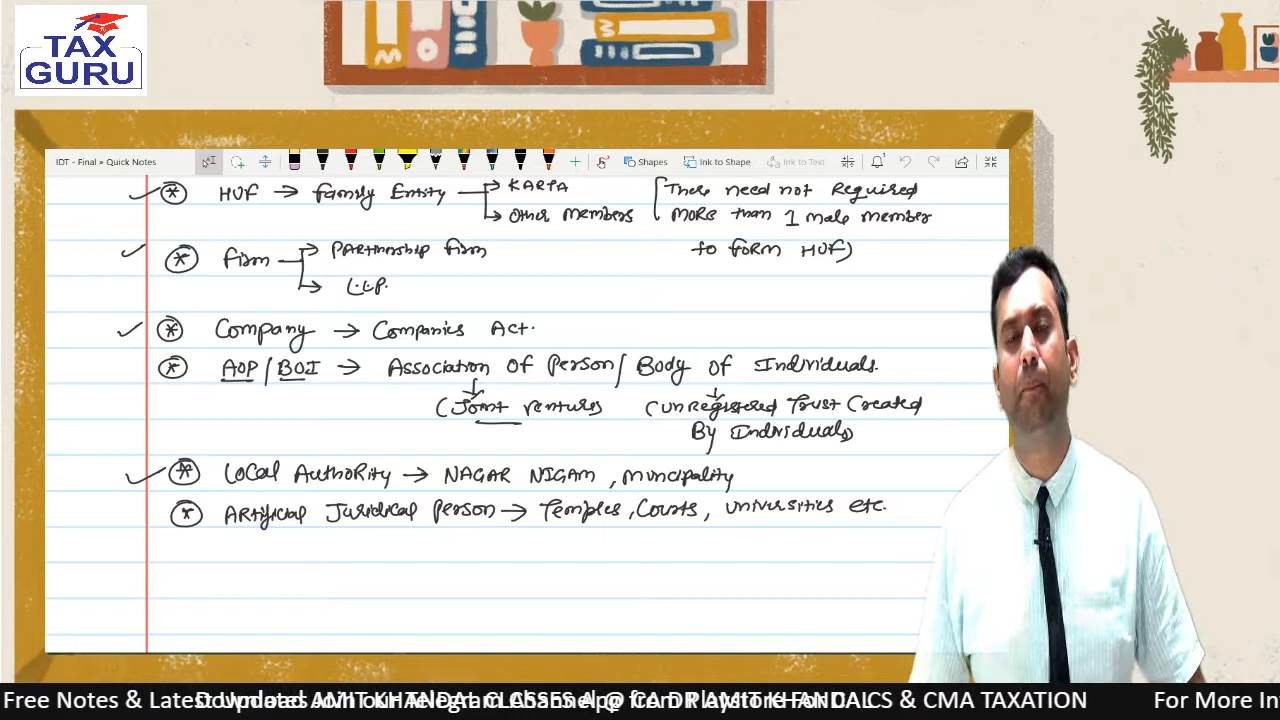 TAX
GURU
IDT - Final » Quick Notes
Shapes
Ink to Shape
Ink to Text
HUF → Family Entity → KARTA
→ Other Members
(There need not Required
MORE than 1 male member
to form HUF)
Firm → Partnership firm
→ LLP.
Company → Companies Act.
AOP / BOI → Association of Person / Body of Individuals.
(Joint ventures
(unregistered Trust Created
By Individuals)
Local Authority → NAGAR NIGAM, municipality
Artificial Juridical Person → Temples, Courts, universities etc.
Free Notes & Latest Updates
CS & CMA TAXATION
For More In